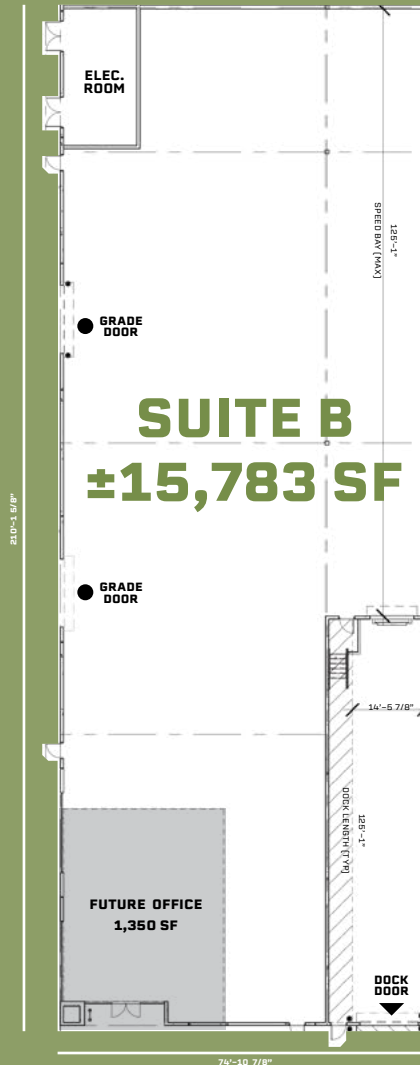 ELEC.
ROOM
125'-1"
SPEED BAY [MAX]
GRADE
DOOR
SUITE B
±15,783 SF
210'-1 5/8"
GRADE
DOOR
14'-5 7/8"
125'-1"
DOCK LENGTH [TYP]
FUTURE OFFICE
1,350 SF
DOCK
DOOR
74'-10 7/8"